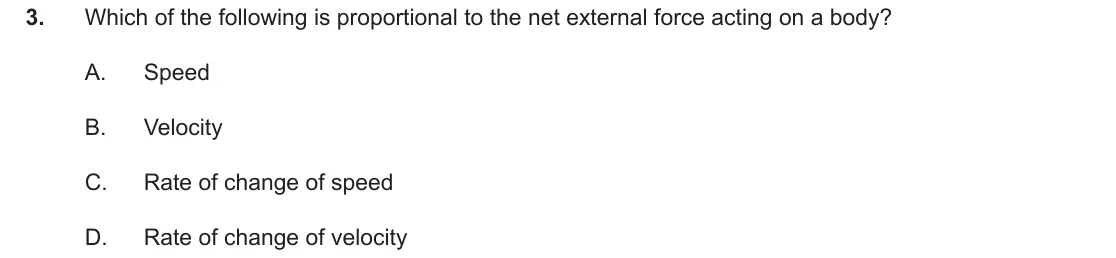 3. Which of the following is proportional to the net external force acting on a body?
A. Speed
B. Velocity
C. Rate of change of speed
D. Rate of change of velocity